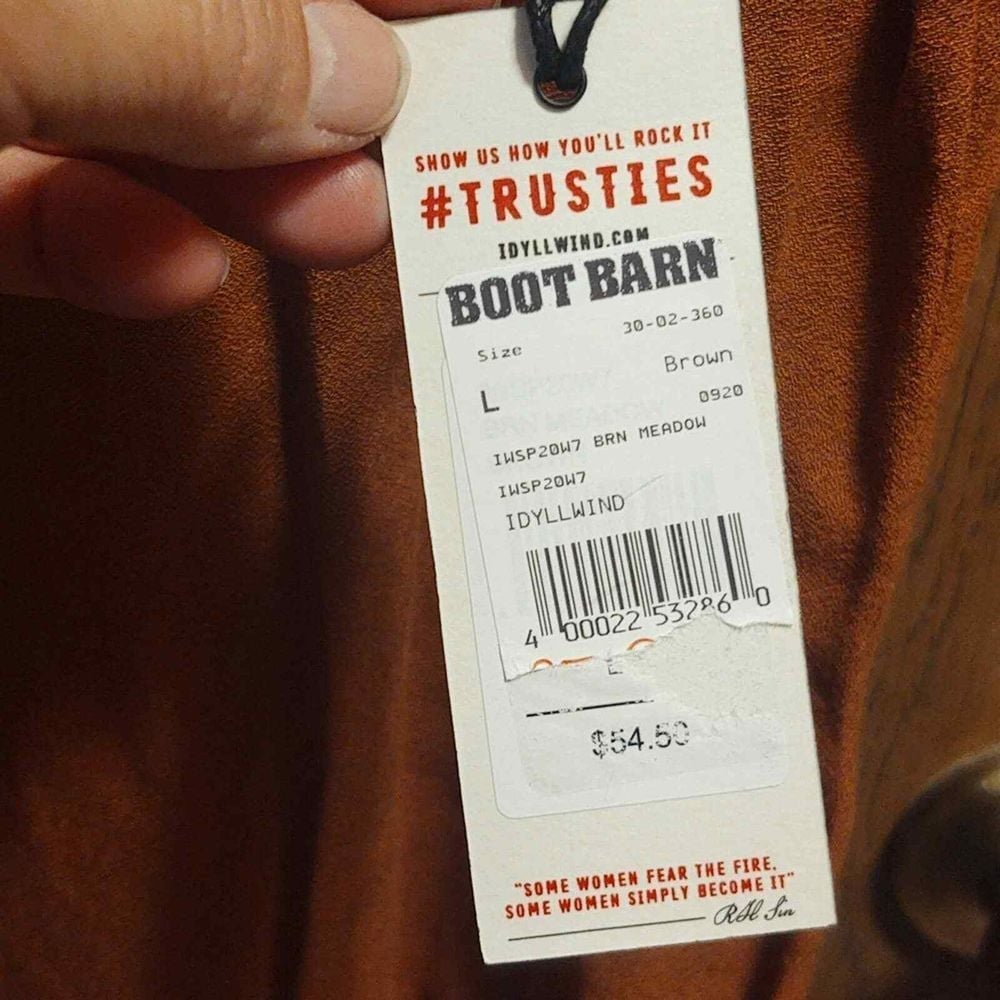 SHOW US HOW YOU'LL ROCK IT
#TRUSTIES
IDYLLWIND.COM
BOOT BARN
30-02-360
Size
Brown
L
0920
IWSP20W7 BRN MEADOW
IWSP20W7
IDYLLWIND
4 00022 53286 0
$54.50
"SOME WOMEN FEAR THE FIRE.
SOME WOMEN SIMPLY BECOME IT"
RH Sin